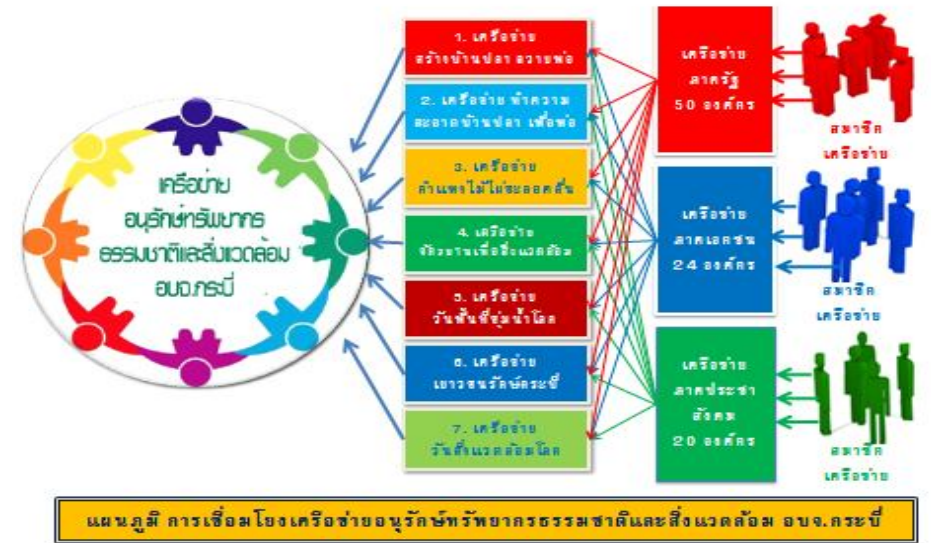 เครือข่าย
อนุรักษ์ทรัพยากร
ธรรมชาติและสิ่งแวดล้อม
อบจ.กระบี่
1. เครือข่าย
สร้างบ้านปลา ถวายพ่อ
2. เครือข่าย ทำความ
สะอาดบ้านปลา เพื่อพ่อ
3. เครือข่าย
กำแพงไม้ไผ่ชะลอคลื่น
4. เครือข่าย
จักรยานเพื่อสิ่งแวดล้อม
5. เครือข่าย
วันพื้นที่ชุ่มน้ำโลก
6. เครือข่าย
เยาวชนรักษ์กระบี่
7. เครือข่าย
วันสิ่งแวดล้อมโลก
เครือข่าย
ภาครัฐ
50 องค์กร
สมาชิก
เครือข่าย
เครือข่าย
ภาคเอกชน
24 องค์กร
สมาชิก
เครือข่าย
เครือข่าย
ภาคประชา
สังคม
20 องค์กร
สมาชิก
เครือข่าย
แผนภูมิ การเชื่อมโยงเครือข่ายอนุรักษ์ทรัพยากรธรรมชาติและสิ่งแวดล้อม อบจ.กระบี่